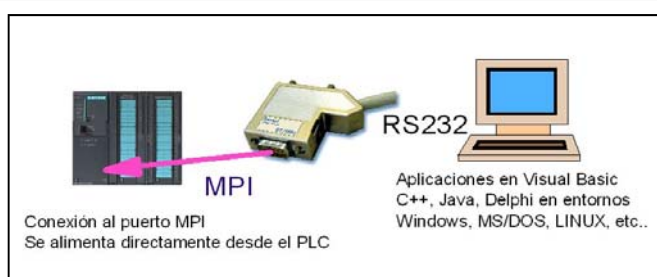 RS232
MPI
Conexión al puerto MPI
Se alimenta directamente desde el PLC
Aplicaciones en Visual Basic
C++, Java, Delphi en entornos
Windows, MS/DOS, LINUX, etc..